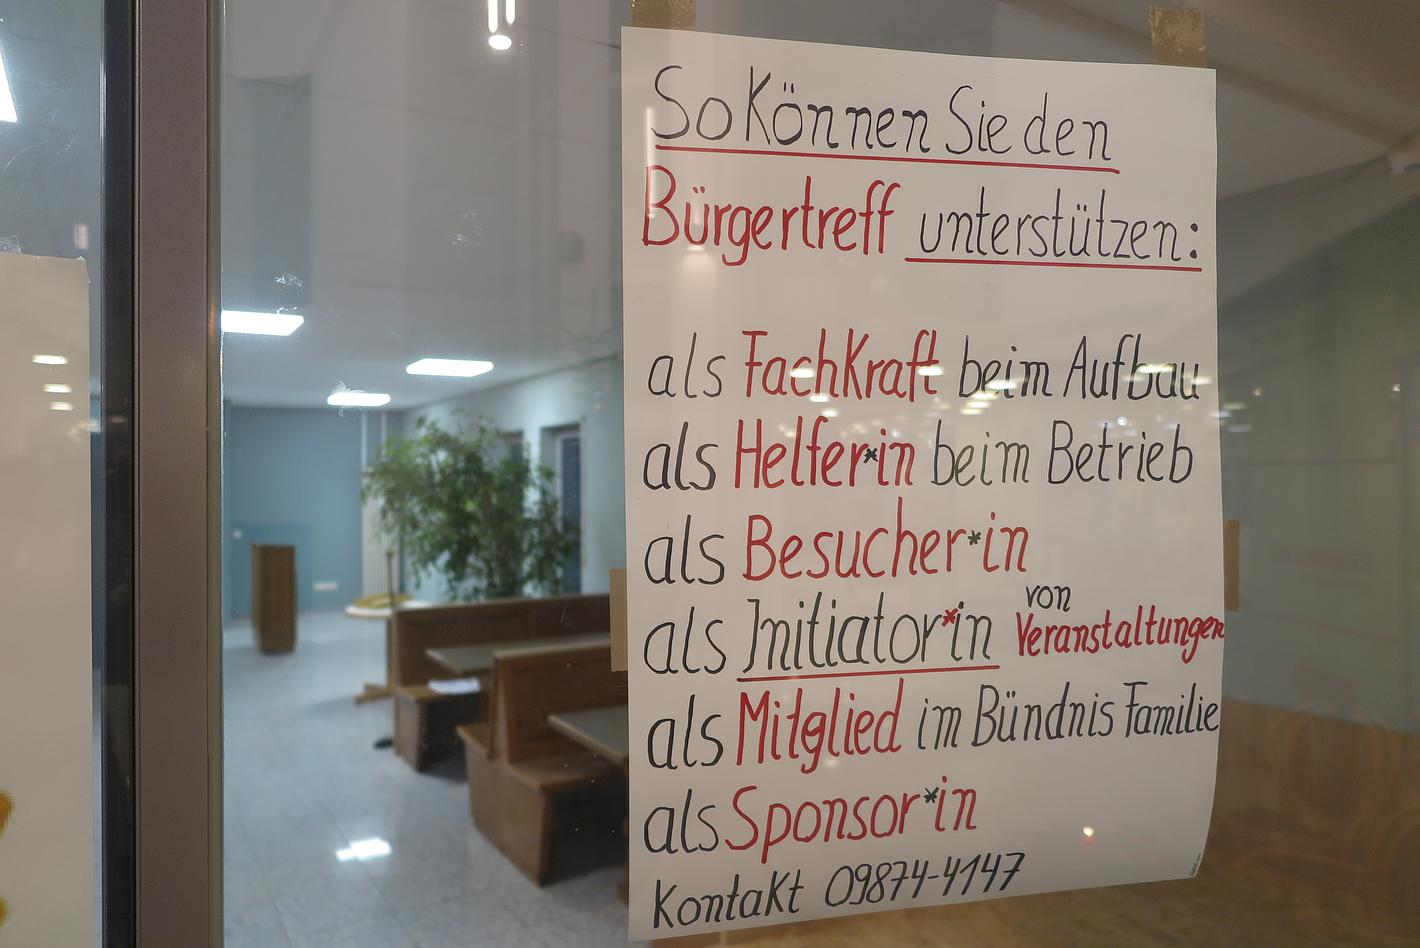 So Können Sie den
Bürgertreff unterstützen:
als Fachkraft beim Aufbau
als Helfer*in beim Betrieb
als Besucher*in
als Initiator*in von Veranstaltungen
als Mitglied im Bündnis Familie
als Sponsor*in
Kontakt 09874-4147